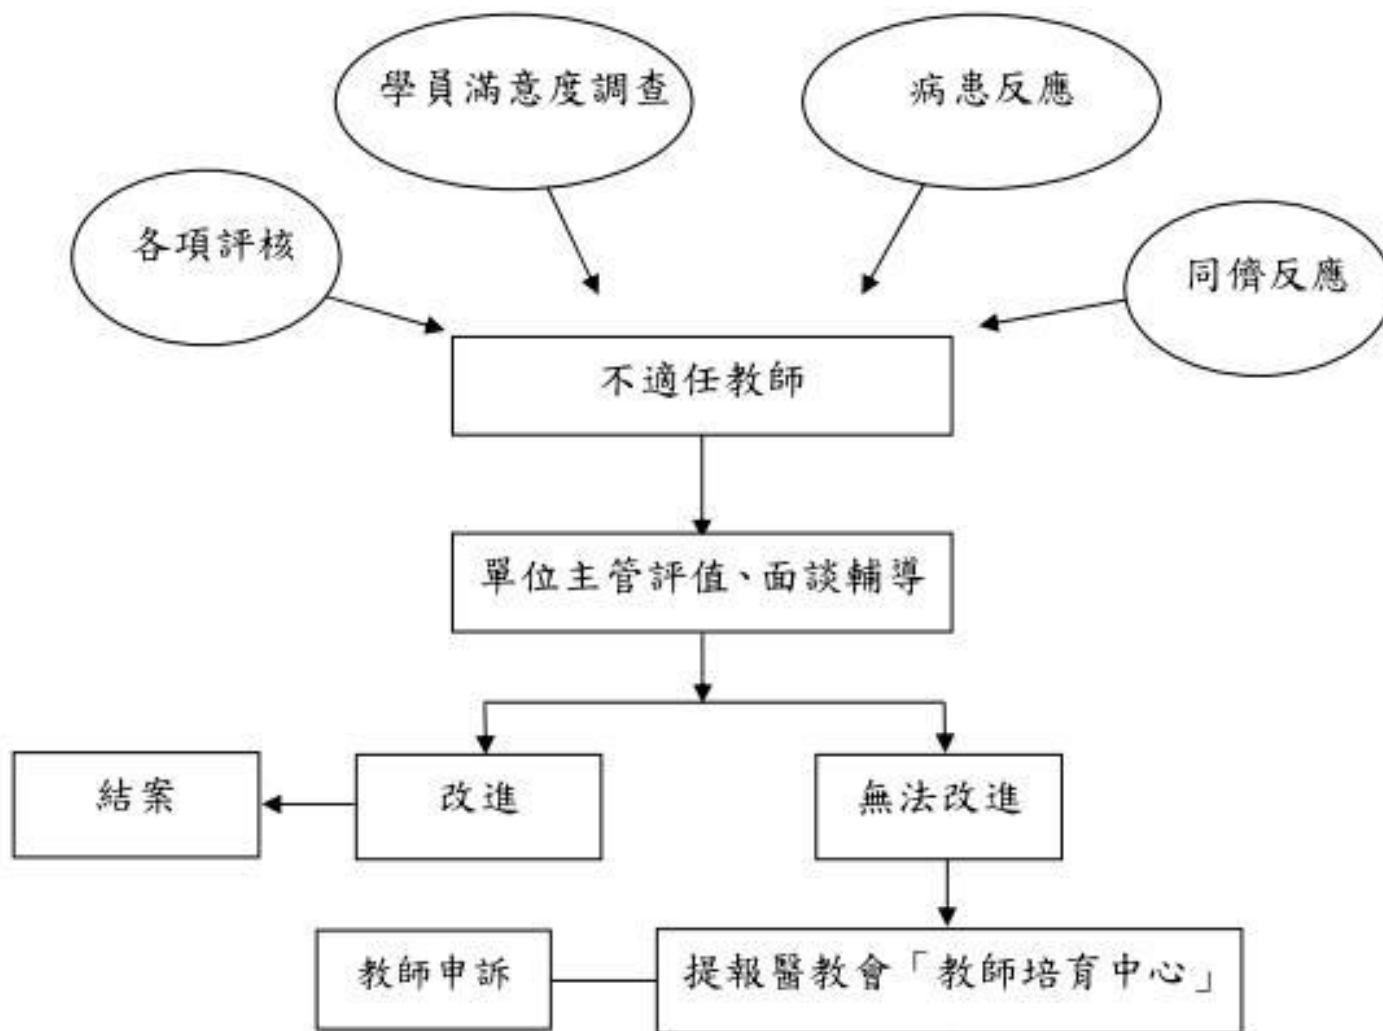 學員滿意度調查
病患反應
各項評核
同儕反應
不適任教師
單位主管評值、面談輔導
結案
改進
無法改進
教師申訴
提報醫教會「教師培育中心」